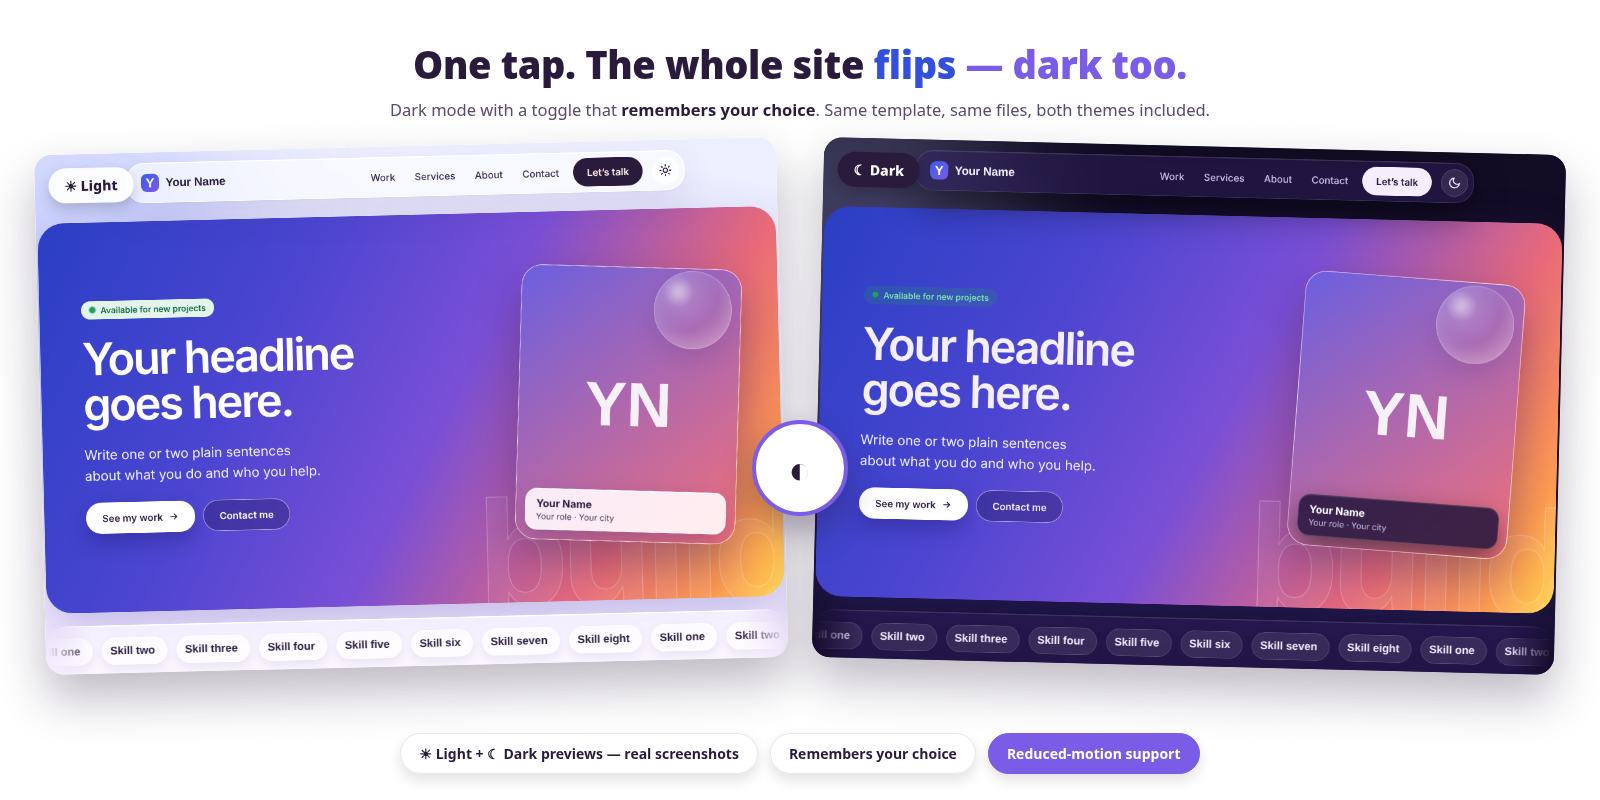 One tap. The whole site flips — dark too.
Dark mode with a toggle that remembers your choice. Same template, same files, both themes included.
☀ Light
Y Your Name Work Services About Contact Let's talk
Available for new projects
Your headline
goes here.
Write one or two plain sentences
about what you do and who you help.
See my work →
Contact me
YN
Your Name
Your role · Your city
one Skill two Skill three Skill four Skill five Skill six Skill seven Skill eight Skill one Skill two
☾ Dark
Y Your Name Work Services About Contact Let's talk
Available for new projects
Your headline
goes here.
Write one or two plain sentences
about what you do and who you help.
See my work →
Contact me
YN
Your Name
Your role · Your city
one Skill two Skill three Skill four Skill five Skill six Skill seven Skill eight Skill one Skill two
☀ Light + ☾ Dark previews — real screenshots
Remembers your choice
Reduced-motion support